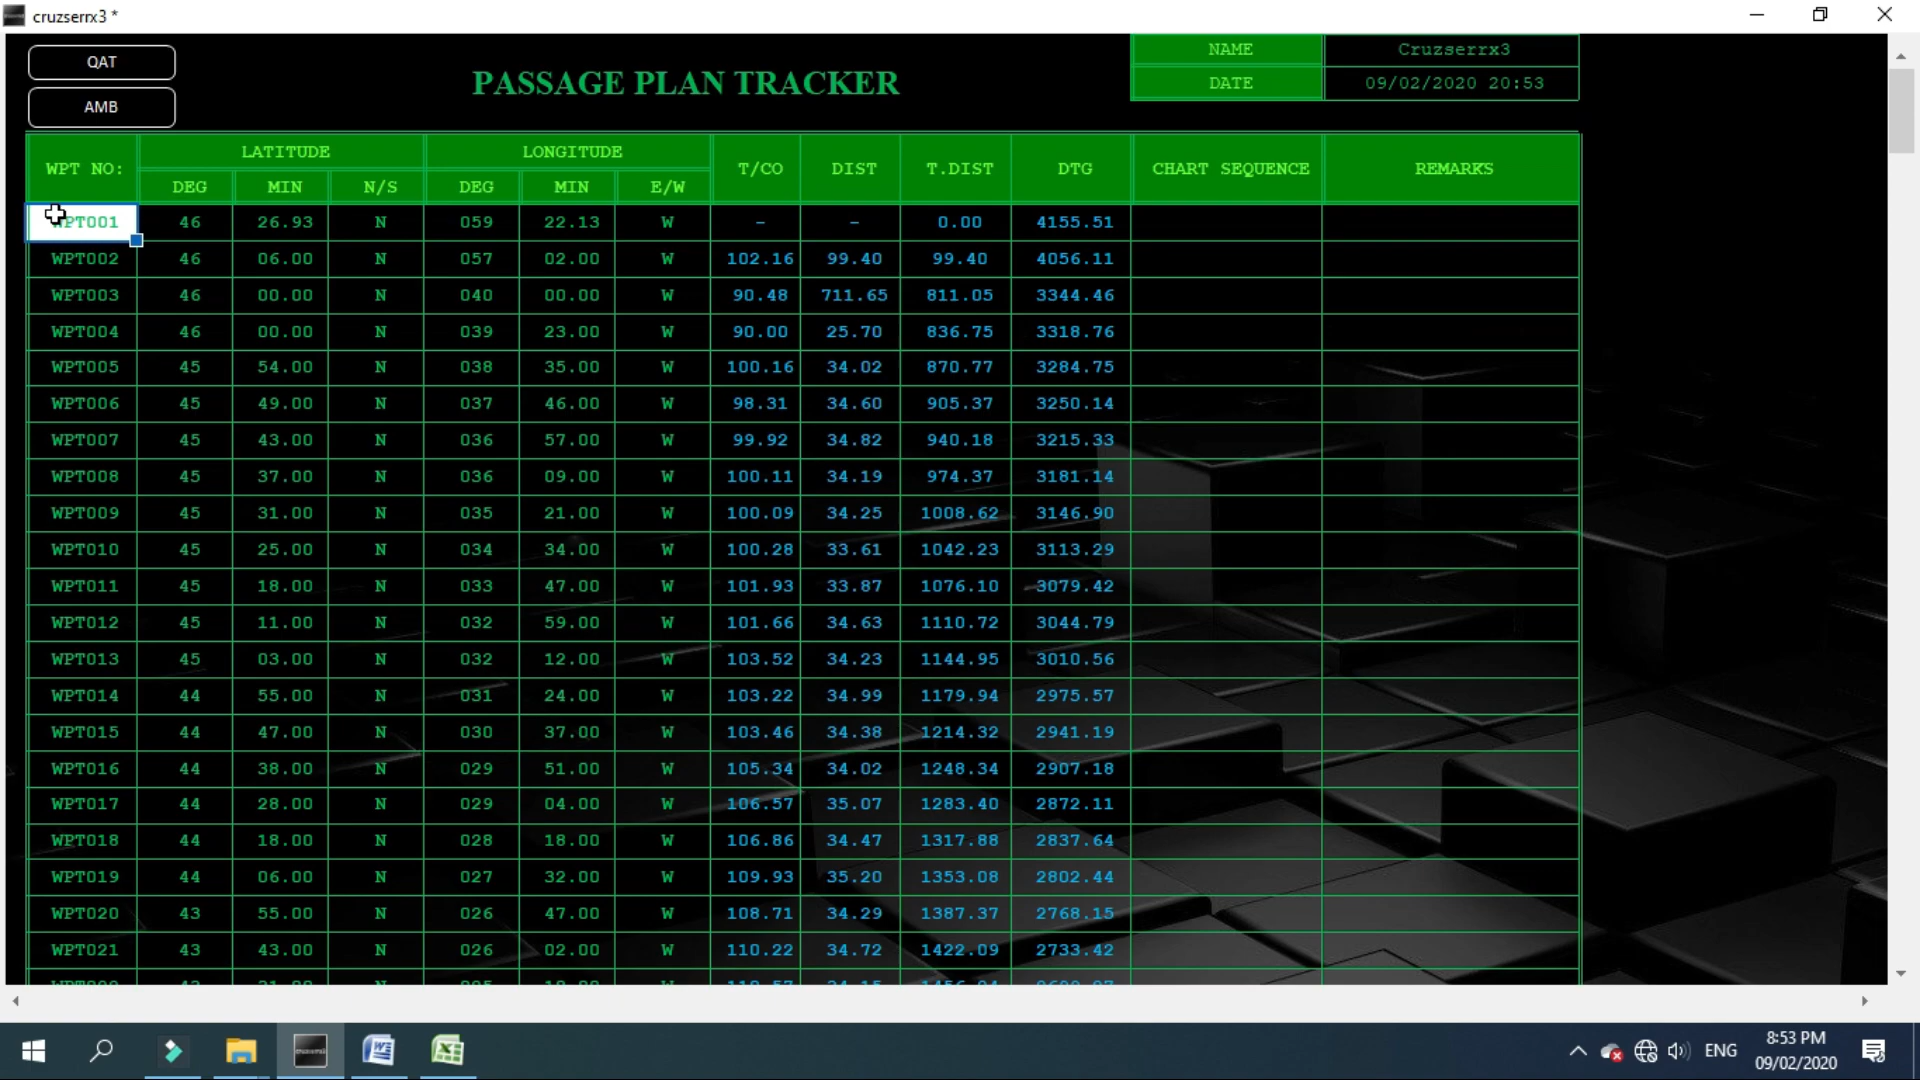 cruzserrx3 *
QAT
AMB
PASSAGE PLAN TRACKER
NAME Cruzserrx3
DATE 09/02/2020 20:53
WPT NO: LATITUDE LONGITUDE T/CO DIST T.DIST DTG CHART SEQUENCE REMARKS
DEG MIN N/S DEG MIN E/W
WPT001 46 26.93 N 059 22.13 W - - 0.00 4155.51
WPT002 46 06.00 N 057 02.00 W 102.16 99.40 99.40 4056.11
WPT003 46 00.00 N 040 00.00 W 90.48 711.65 811.05 3344.46
WPT004 46 00.00 N 039 23.00 W 90.00 25.70 836.75 3318.76
WPT005 45 54.00 N 038 35.00 W 100.16 34.02 870.77 3284.75
WPT006 45 49.00 N 037 46.00 W 98.31 34.60 905.37 3250.14
WPT007 45 43.00 N 036 57.00 W 99.92 34.82 940.18 3215.33
WPT008 45 37.00 N 036 09.00 W 100.11 34.19 974.37 3181.14
WPT009 45 31.00 N 035 21.00 W 100.09 34.25 1008.62 3146.90
WPT010 45 25.00 N 034 34.00 W 100.28 33.61 1042.23 3113.29
WPT011 45 18.00 N 033 47.00 W 101.93 33.87 1076.10 3079.42
WPT012 45 11.00 N 032 59.00 W 101.66 34.63 1110.72 3044.79
WPT013 45 03.00 N 032 12.00 W 103.52 34.23 1144.95 3010.56
WPT014 44 55.00 N 031 24.00 W 103.22 34.99 1179.94 2975.57
WPT015 44 47.00 N 030 37.00 W 103.46 34.38 1214.32 2941.19
WPT016 44 38.00 N 029 51.00 W 105.34 34.02 1248.34 2907.18
WPT017 44 28.00 N 029 04.00 W 106.57 35.07 1283.40 2872.11
WPT018 44 18.00 N 028 18.00 W 106.86 34.47 1317.88 2837.64
WPT019 44 06.00 N 027 32.00 W 109.93 35.20 1353.08 2802.44
WPT020 43 55.00 N 026 47.00 W 108.71 34.29 1387.37 2768.15
WPT021 43 43.00 N 026 02.00 W 110.22 34.72 1422.09 2733.42
ENG
8:53 PM
09/02/2020